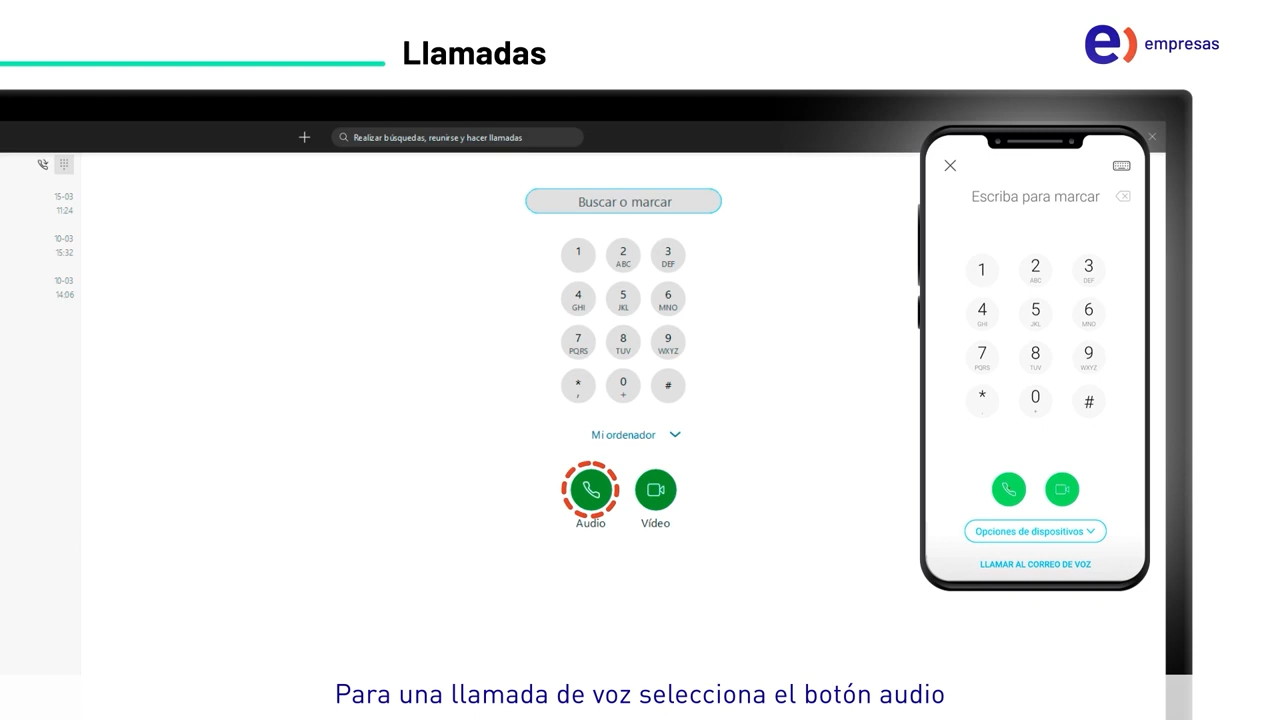 Llamadas
e) empresas
Realizar búsquedas, reunirse y hacer llamadas
15-03
11:24
10-03
15:32
10-03
14:06
Buscar o marcar
1 2 3
ABC DEF
4 5 6
GHI JKL MNO
7 8 9
PQRS TUV WXYZ
* 0 #
, +
Mi ordenador
Audio Vídeo
Escriba para marcar
1 2 3
ABC DEF
4 5 6
GHI JKL MNO
7 8 9
PQRS TUV WXYZ
* 0 #
Opciones de dispositivos
LLAMAR AL CORREO DE VOZ
Para una llamada de voz selecciona el botón audio